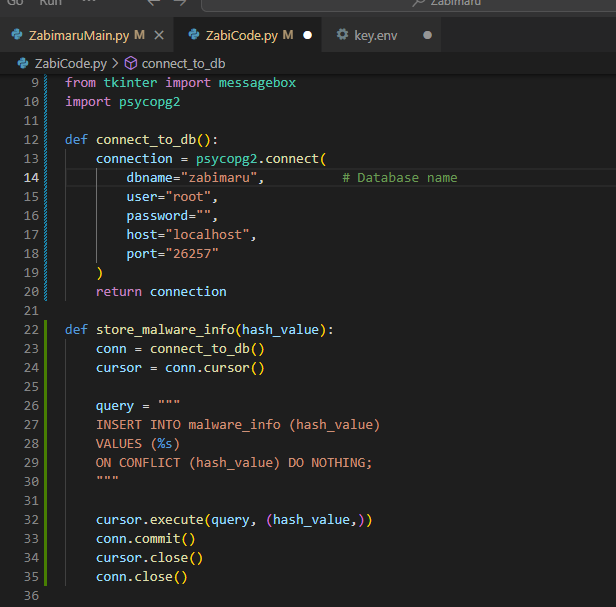 Go Run ··· Zabimaru
ZabimaruMain.py M ZabiCode.py M key.env
ZabiCode.py > connect_to_db
9 from tkinter import messagebox
10 import psycopg2
11
12 def connect_to_db():
13     connection = psycopg2.connect(
14         dbname="zabimaru",          # Database name
15         user="root",
16         password="",
17         host="localhost",
18         port="26257"
19     )
20     return connection
21
22 def store_malware_info(hash_value):
23     conn = connect_to_db()
24     cursor = conn.cursor()
25
26     query = """
27     INSERT INTO malware_info (hash_value)
28     VALUES (%s)
29     ON CONFLICT (hash_value) DO NOTHING;
30     """
31
32     cursor.execute(query, (hash_value,))
33     conn.commit()
34     cursor.close()
35     conn.close()
36